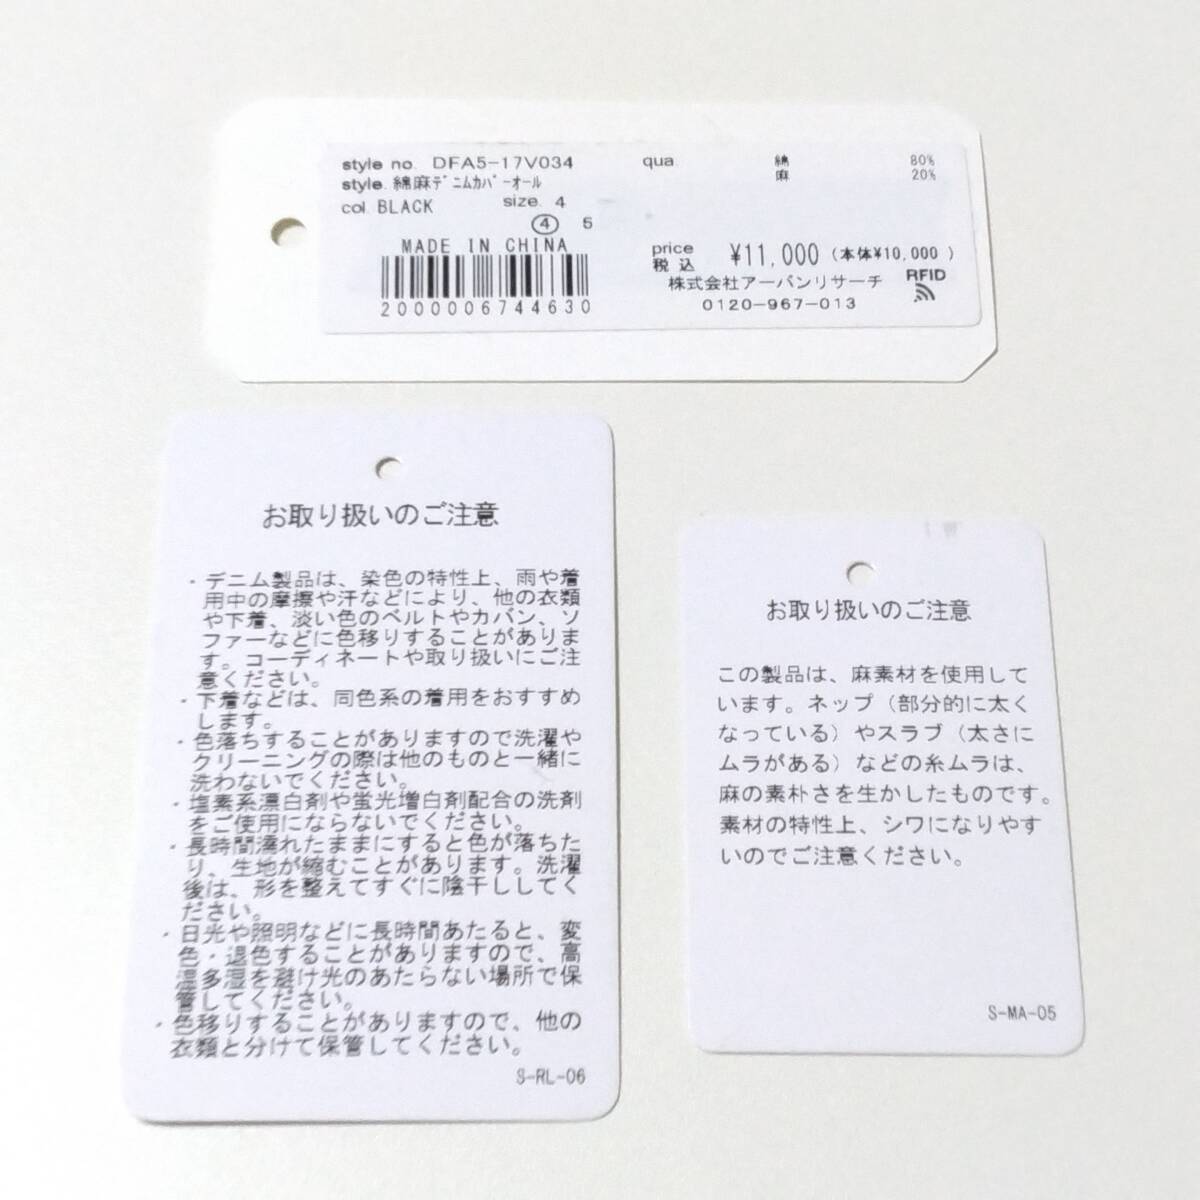 style no. DFA5-17V034 qua 綿 80%
style. 綿麻ﾃﾞﾆﾑｶﾊﾞｰｵｰﾙ 麻 20%
col. BLACK size. 4
④ 5
MADE IN CHINA
2000006744630
price 税込 ¥11,000 (本体¥10,000 )
株式会社アーバンリサーチ
0120-967-013
RFID
お取り扱いのご注意
・デニム製品は、染色の特性上、雨や着
用中の摩擦や汗などにより、他の衣類
や下着、淡い色のベルトやカバン、ソ
ファーなどに色移りすることがありま
す。コーディネートや取り扱いにご注
意ください。
・下着などは、同色系の着用をおすすめ
します。
・色落ちすることがありますので洗濯や
クリーニングの際は他のものと一緒に
洗わないでください。
・塩素系漂白剤や蛍光増白剤配合の洗剤
をご使用にならないでください。
・長時間濡れたままにすると色が落ちた
り、生地が縮むことがあります。洗濯
後は、形を整えてすぐに陰干ししてく
ださい。
・日光や照明などに長時間あたると、変
色・退色することがありますので、高
温多湿を避け光のあたらない場所で保
管してください。
・色移りすることがありますので、他の
衣類と分けて保管してください。
S-RL-06
お取り扱いのご注意
この製品は、麻素材を使用して
います。ネップ（部分的に太く
なっている）やスラブ（太さに
ムラがある）などの糸ムラは、
麻の素朴さを生かしたものです。
素材の特性上、シワになりやす
いのでご注意ください。
S-MA-05